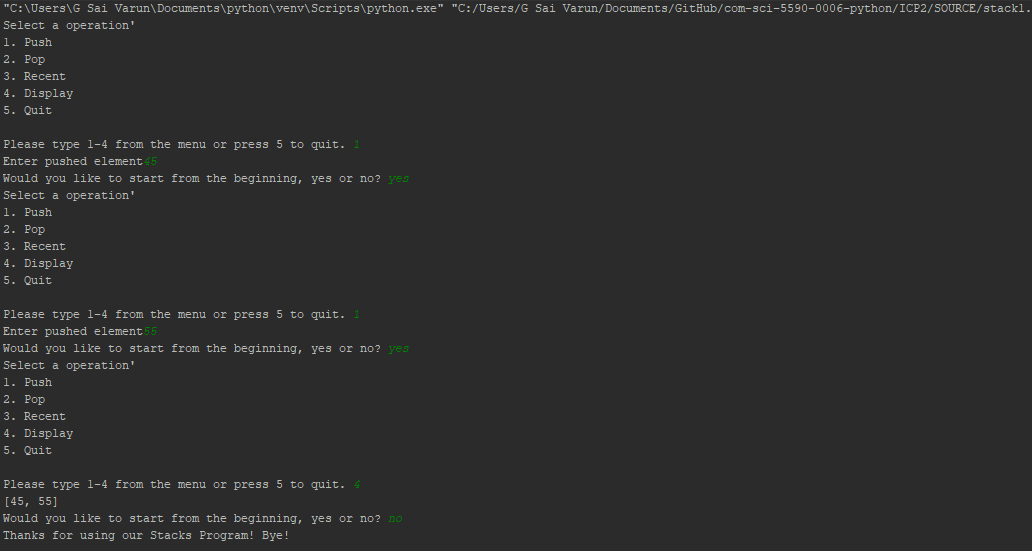 "C:\Users\G Sai Varun\Documents\python\venv\Scripts\python.exe" "C:/Users/G Sai Varun/Documents/GitHub/com-sci-5590-0006-python/ICP2/SOURCE/stack1.
Select a operation'
1. Push
2. Pop
3. Recent
4. Display
5. Quit
Please type 1-4 from the menu or press 5 to quit. 1
Enter pushed element45
Would you like to start from the beginning, yes or no? yes
Select a operation'
1. Push
2. Pop
3. Recent
4. Display
5. Quit
Please type 1-4 from the menu or press 5 to quit. 1
Enter pushed element55
Would you like to start from the beginning, yes or no? yes
Select a operation'
1. Push
2. Pop
3. Recent
4. Display
5. Quit
Please type 1-4 from the menu or press 5 to quit. 4
[45, 55]
Would you like to start from the beginning, yes or no? no
Thanks for using our Stacks Program! Bye!